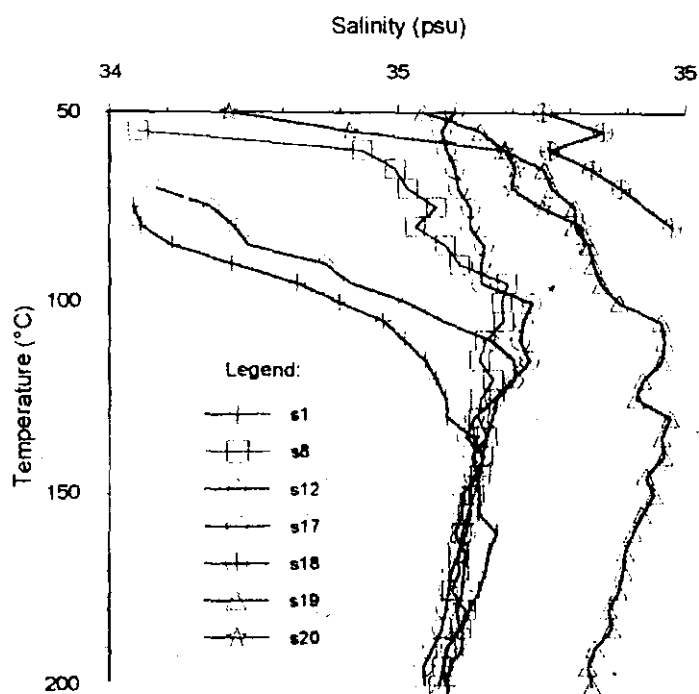 Salinity (psu)
34 35 35
50
100
150
200
Temperature (°C)
Legend:
s1
s8
s12
s17
s18
s19
s20